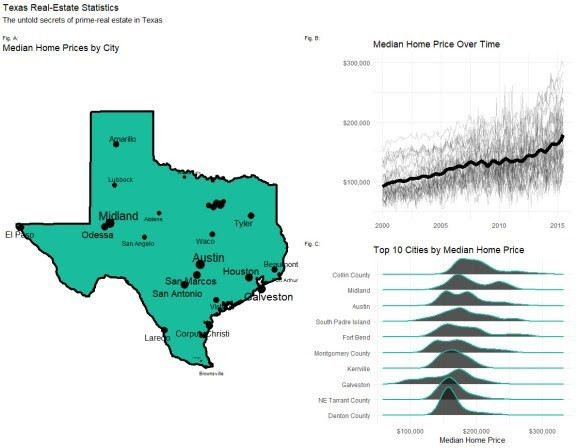 Texas Real-Estate Statistics
The untold secrets of prime-real estate in Texas
Fig. A:
Median Home Prices by City
Amarillo
Lubbock
Midland
Abilene
El Paso
Odessa
San Angelo
Tyler
Waco
Austin
San Marcos
Houston
Beaumont
Port Arthur
San Antonio
Galveston
Corpus Christi
Laredo
Brownsville
Fig. B:
Median Home Price Over Time
$300,000
$200,000
$100,000
2000
2005
2010
2015
Fig. C:
Top 10 Cities by Median Home Price
Collin County
Midland
Austin
South Padre Island
Fort Bend
Montgomery County
Kerrville
Galveston
NE Tarrant County
Denton County
$100,000
$200,000
$300,000
Median Home Price